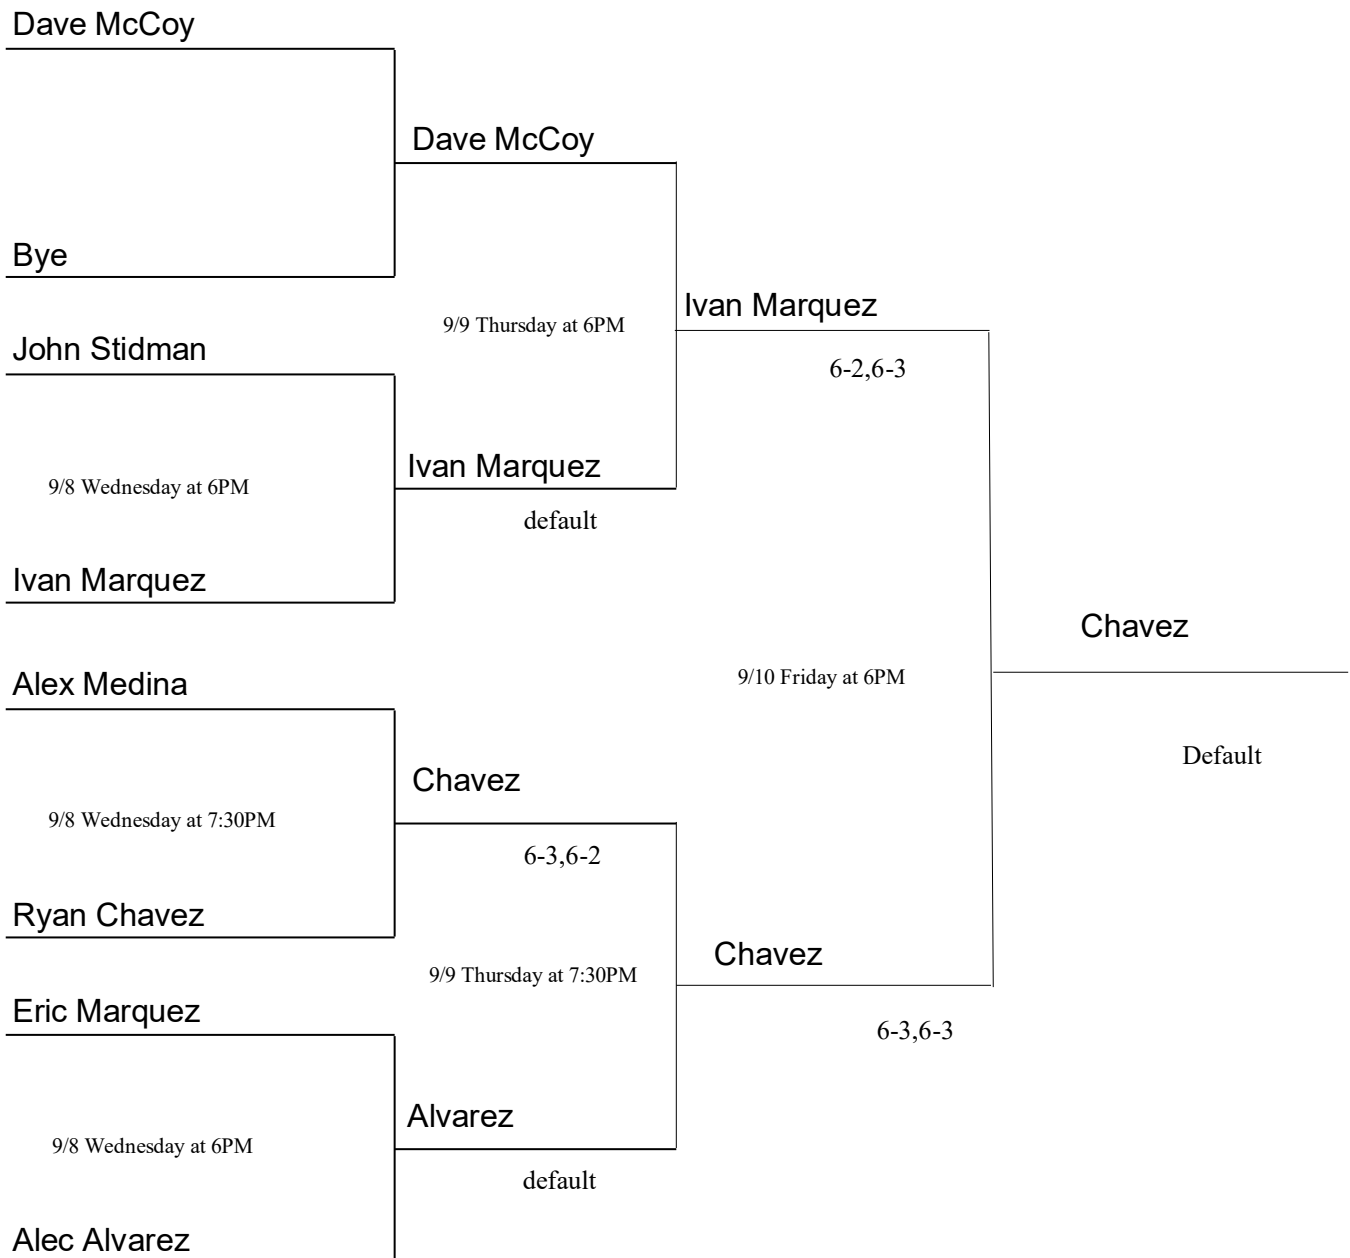 Dave McCoy
Dave McCoy
Bye
Ivan Marquez
9/9 Thursday at 6PM
John Stidman
6-2,6-3
Ivan Marquez
9/8 Wednesday at 6PM
default
Ivan Marquez
Chavez
Alex Medina
9/10 Friday at 6PM
Default
Chavez
9/8 Wednesday at 7:30PM
6-3,6-2
Ryan Chavez
Chavez
9/9 Thursday at 7:30PM
Eric Marquez
6-3,6-3
Alvarez
9/8 Wednesday at 6PM
default
Alec Alvarez